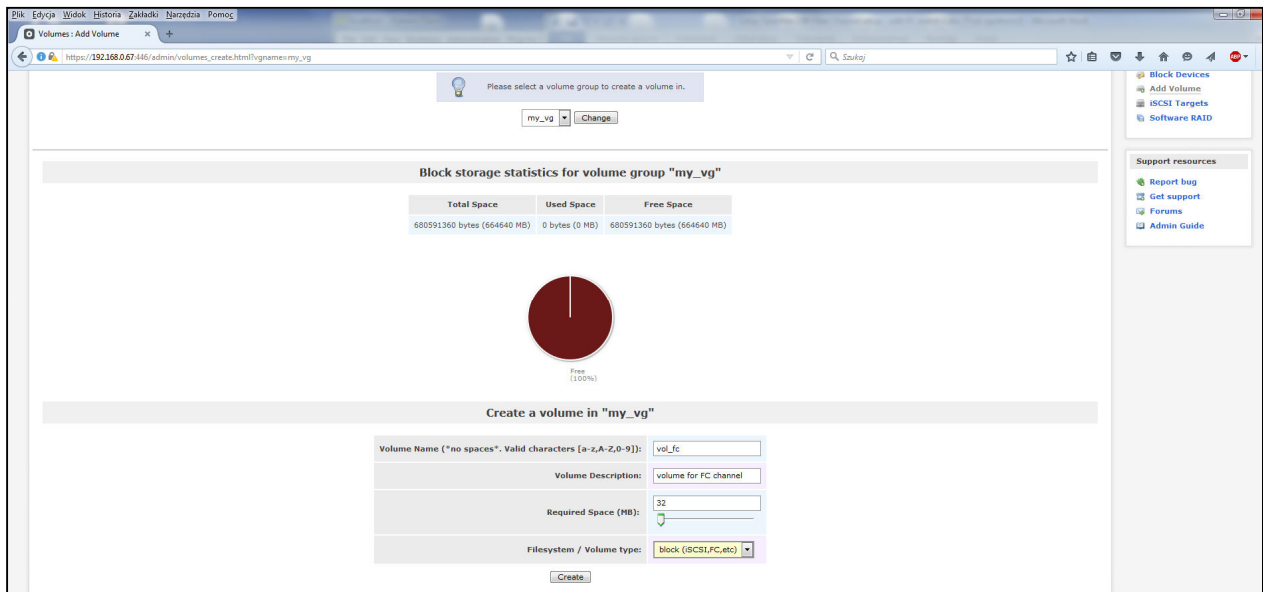 Plik Edycja Widok Historia Zakładki Narzędzia Pomoc
Volumes : Add Volume
https://192.168.0.67:446/admin/volumes_create.html?vgname=my_vg
Szukaj
ABP
Please select a volume group to create a volume in.
my_vg Change
Block Devices
Add Volume
iSCSI Targets
Software RAID
Support resources
Report bug
Get support
Forums
Admin Guide
Block storage statistics for volume group "my_vg"
Total Space Used Space Free Space
680591360 bytes (664640 MB) 0 bytes (0 MB) 680591360 bytes (664640 MB)
Free
(100%)
Create a volume in "my_vg"
Volume Name (*no spaces*. Valid characters [a-z,A-Z,0-9]): vol_fc
Volume Description: volume for FC channel
Required Space (MB): 32
Filesystem / Volume type: block (iSCSI,FC,etc)
Create